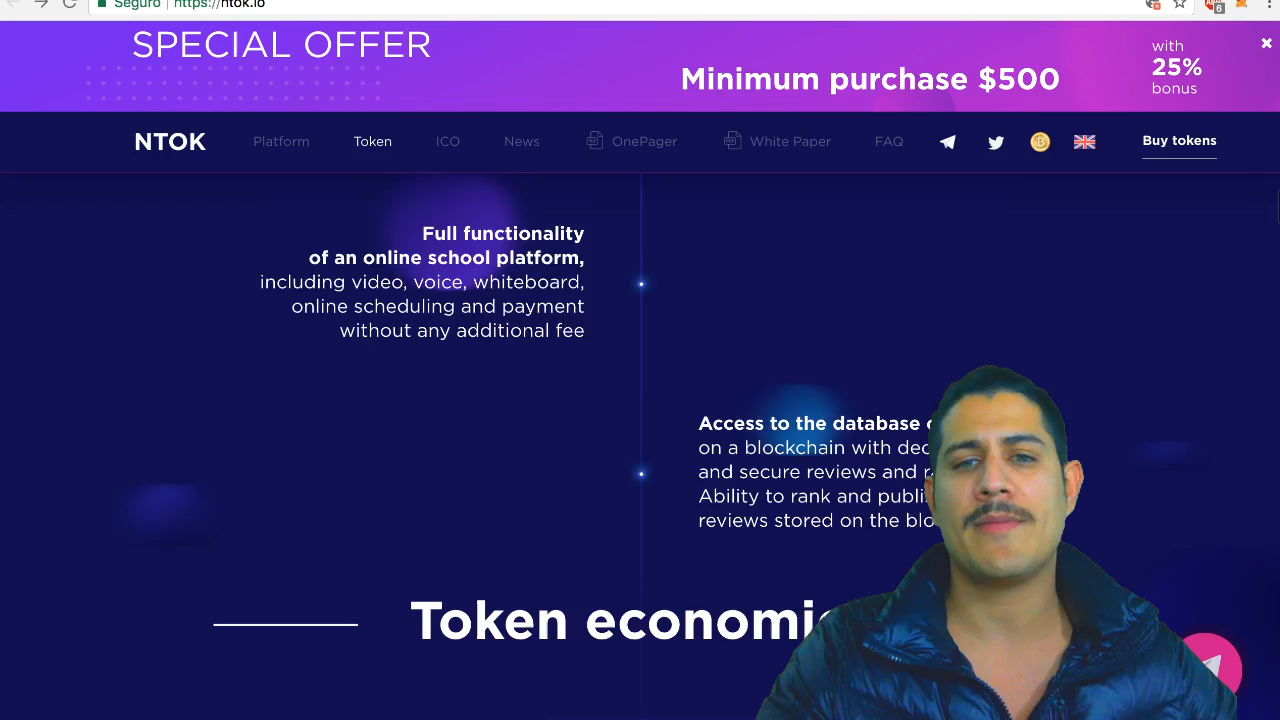 Seguro https://ntok.io
6
SPECIAL OFFER
Minimum purchase $500
with
25%
bonus
NTOK Platform Token ICO News OnePager White Paper FAQ Buy tokens
Full functionality
of an online school platform,
including video, voice, whiteboard,
online scheduling and payment
without any additional fee
Access to the database
on a blockchain with
and secure reviews and
Ability to rank and
reviews stored on the
Token